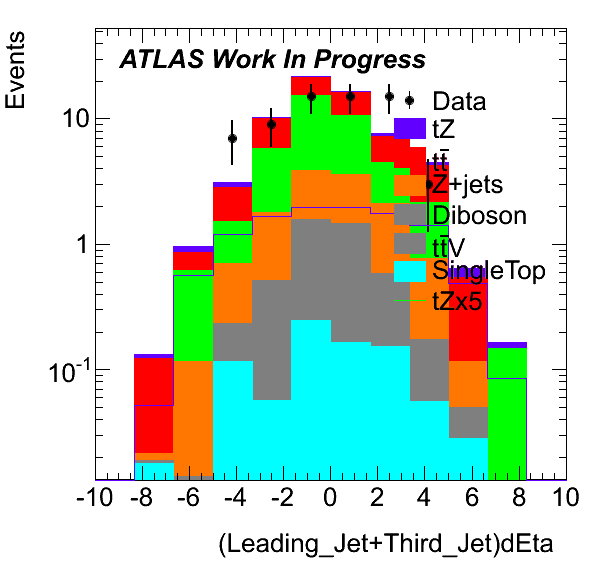 Events
ATLAS Work In Progress
Data
tZ
tt̄
Z+jets
Diboson
tt̄V
SingleTop
tZx5
10
1
10⁻¹
-10 -8 -6 -4 -2 0 2 4 6 8 10
(Leading_Jet+Third_Jet)dEta